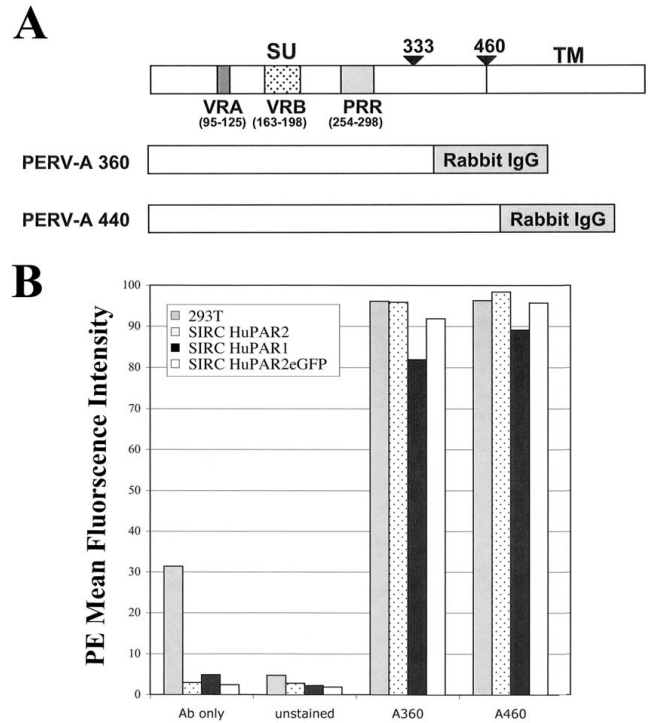 A
SU
333
460
TM
VRA
VRB
PRR
(95-125)
(163-198)
(254-298)
PERV-A 360
Rabbit IgG
PERV-A 440
Rabbit IgG
B
PE Mean Fluorscence Intensity
100
90
80
70
60
50
40
30
20
10
0
293T
SIRC HuPAR2
SIRC HuPAR1
SIRC HuPAR2eGFP
Ab only
unstained
A360
A460